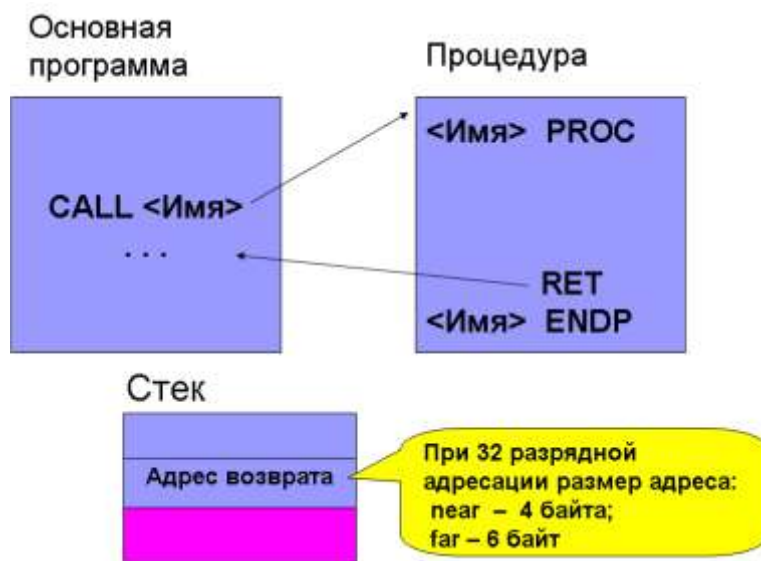 Основная
программа
Процедура
CALL <Имя>
. . .
<Имя> PROC
RET
<Имя> ENDP
Стек
Адрес возврата
При 32 разрядной
адресации размер адреса:
near – 4 байта;
far – 6 байт